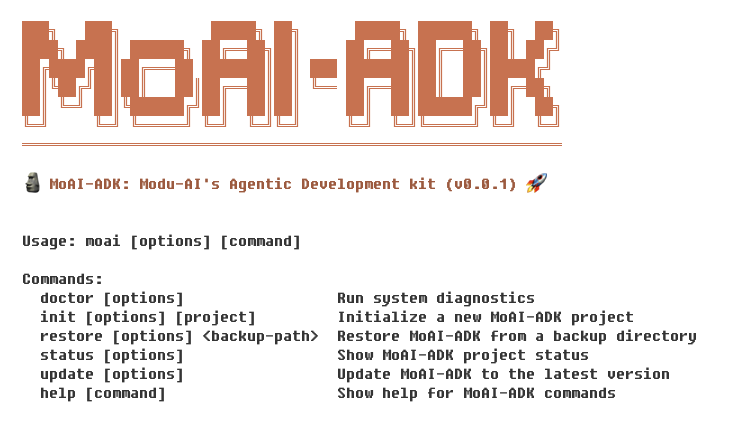 MoAI-ADK
🗿 MoAI-ADK: Modu-AI's Agentic Development kit (v0.0.1) 🚀
Usage: moai [options] [command]
Commands:
doctor [options] Run system diagnostics
init [options] [project] Initialize a new MoAI-ADK project
restore [options] <backup-path> Restore MoAI-ADK from a backup directory
status [options] Show MoAI-ADK project status
update [options] Update MoAI-ADK to the latest version
help [command] Show help for MoAI-ADK commands